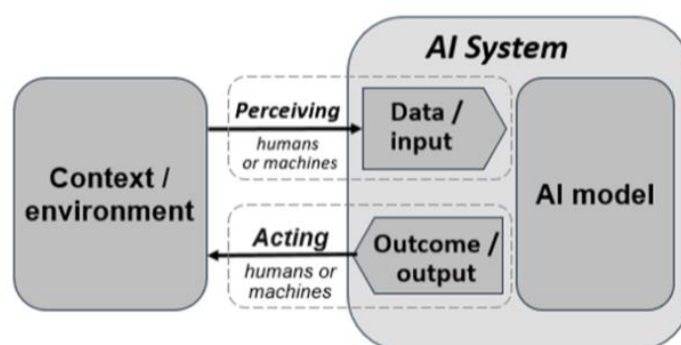 AI System
Perceiving
humans
or machines
Data /
input
Context /
environment
AI model
Acting
humans or
machines
Outcome /
output